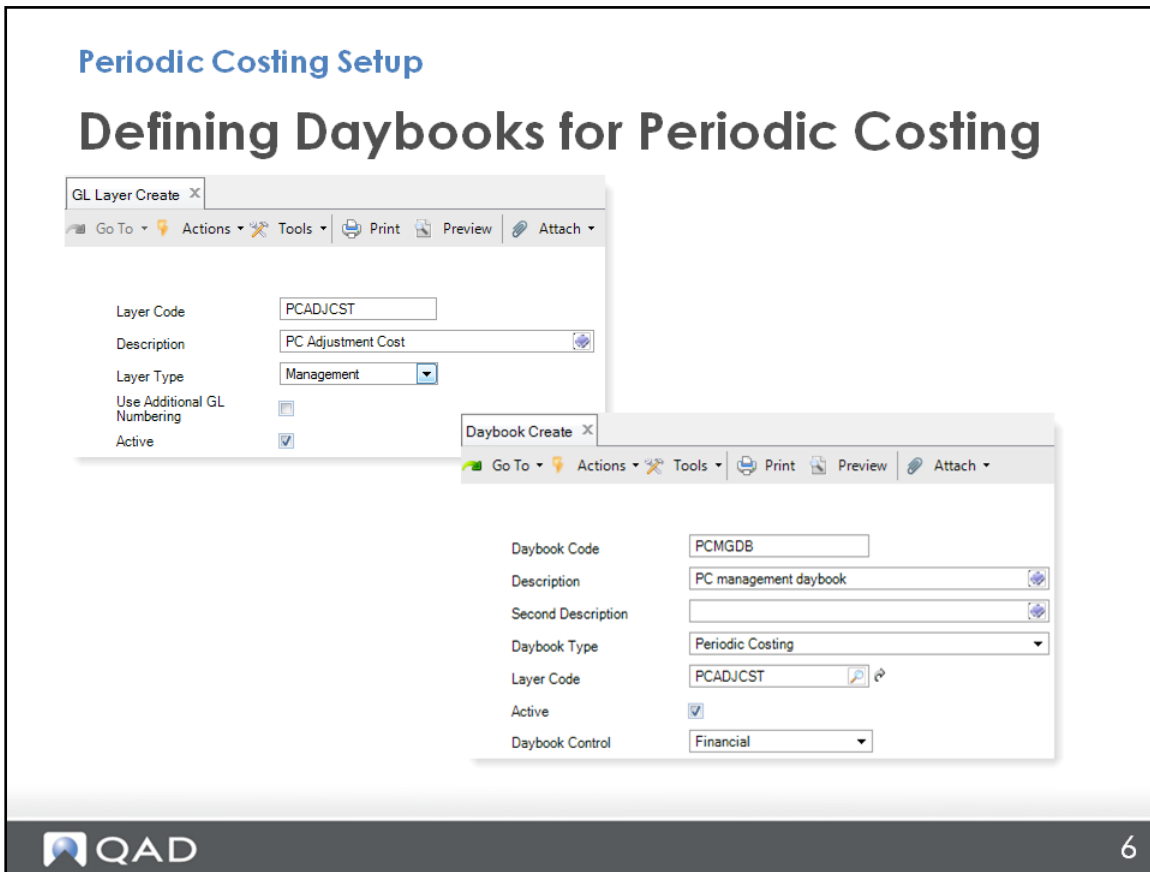 Periodic Costing Setup
Defining Daybooks for Periodic Costing
GL Layer Create
Go To Actions Tools Print Preview Attach
Layer Code PCADJCST
Description PC Adjustment Cost
Layer Type Management
Use Additional GL
Numbering
Active
Daybook Create
Go To Actions Tools Print Preview Attach
Daybook Code PCMGDB
Description PC management daybook
Second Description
Daybook Type Periodic Costing
Layer Code PCADJCST
Active
Daybook Control Financial
QAD 6